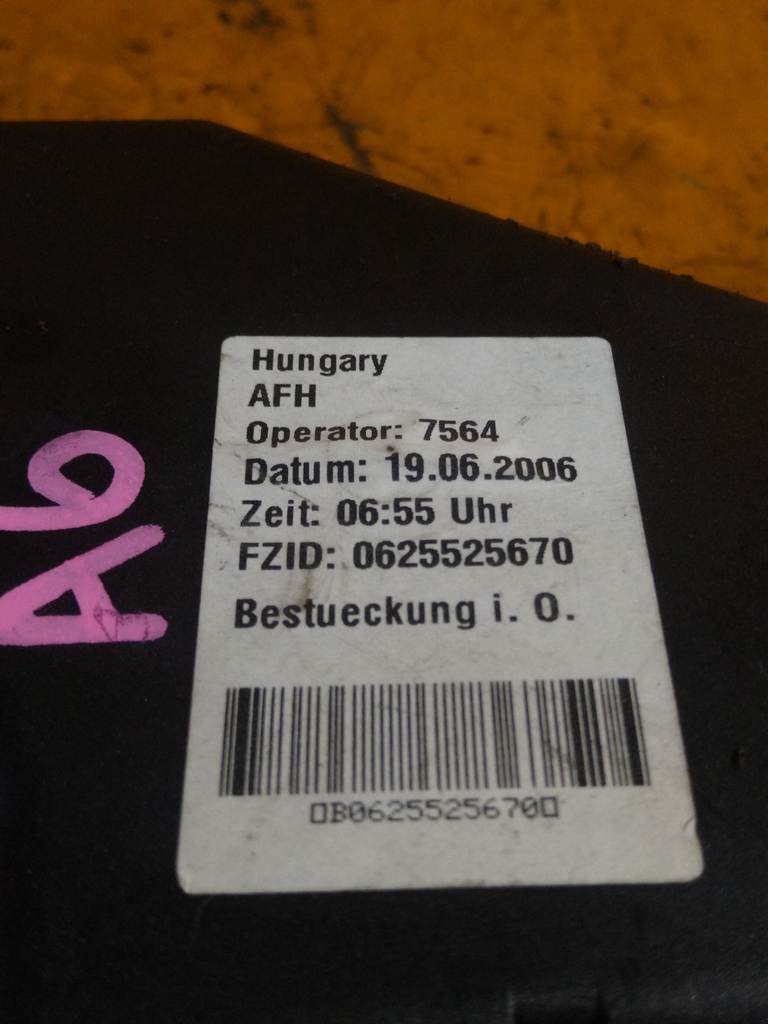 Hungary
AFH
Operator: 7564
Datum: 19.06.2006
Zeit: 06:55 Uhr
FZID: 0625525670
Bestueckung i. O.
▯B0625525670▯
A6